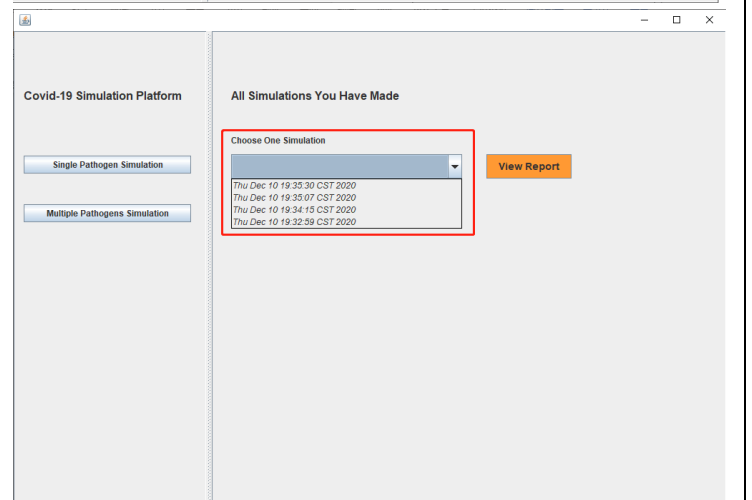 Covid-19 Simulation Platform
Single Pathogen Simulation
Multiple Pathogens Simulation
All Simulations You Have Made
Choose One Simulation
View Report
Thu Dec 10 19:35:30 CST 2020
Thu Dec 10 19:35:07 CST 2020
Thu Dec 10 19:34:15 CST 2020
Thu Dec 10 19:32:59 CST 2020